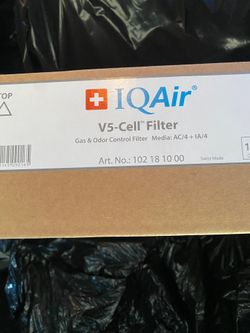 TOP
IQAir®
V5-Cell™ Filter
Gas & Odor Control Filter Media: AC/4 + IA/4
Art. No.: 102 18 10 00
Swiss Made